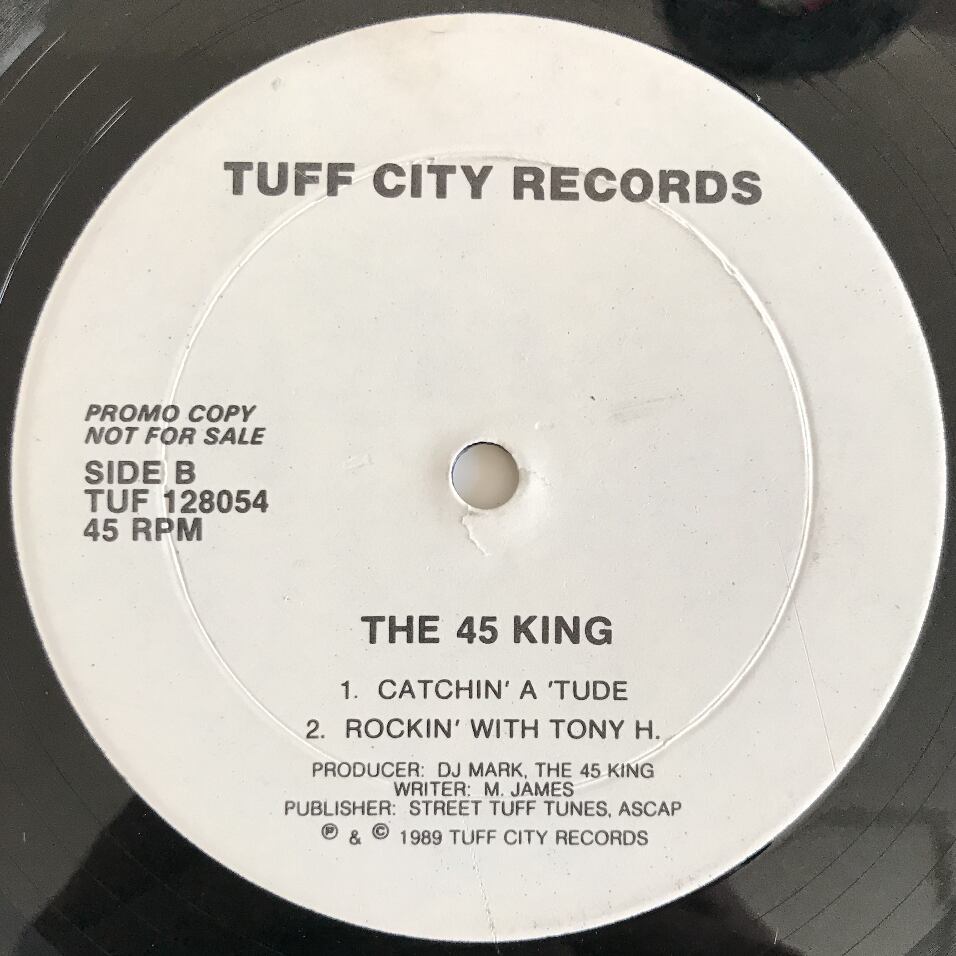 TUFF CITY RECORDS
PROMO COPY
NOT FOR SALE
SIDE B
TUF 128054
45 RPM
THE 45 KING
1. CATCHIN' A 'TUDE
2. ROCKIN' WITH TONY H.
PRODUCER: DJ MARK, THE 45 KING
WRITER: M. JAMES
PUBLISHER: STREET TUFF TUNES, ASCAP
℗ & © 1989 TUFF CITY RECORDS